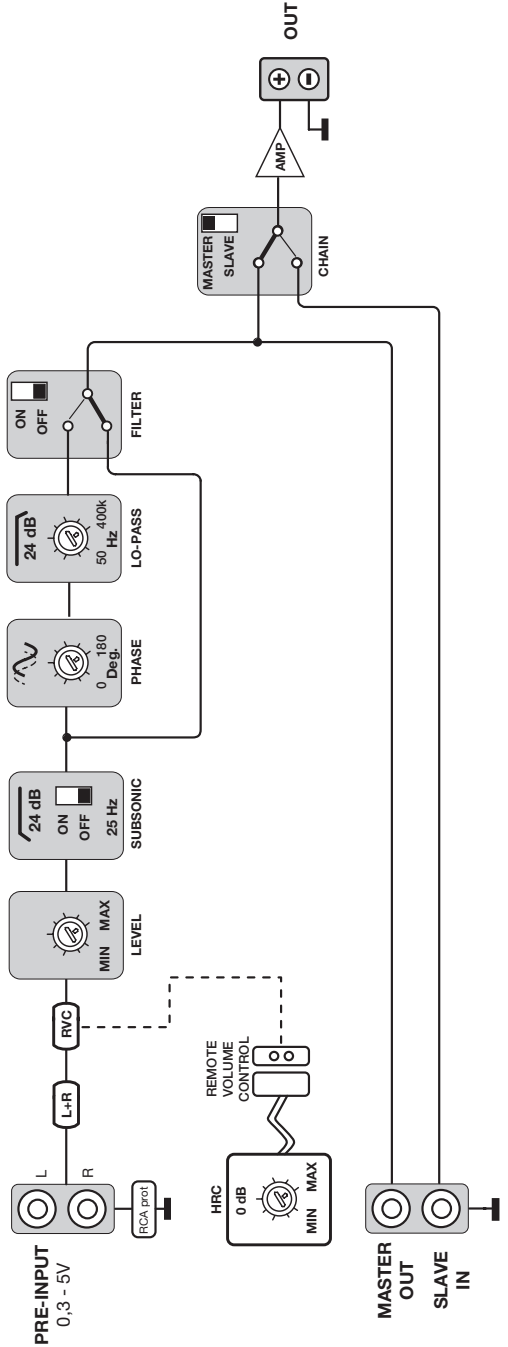 PRE-INPUT
0,3 - 5V
L
R
RCA prot
L+R
RVC
MIN MAX
LEVEL
24 dB
ON
OFF
25 Hz
SUBSONIC
0 180
Deg.
PHASE
24 dB
50 400k
Hz
LO-PASS
ON
OFF
FILTER
MASTER
SLAVE
CHAIN
AMP
+
-
OUT
HRC
0 dB
MIN MAX
REMOTE
VOLUME
CONTROL
MASTER
OUT
SLAVE
IN